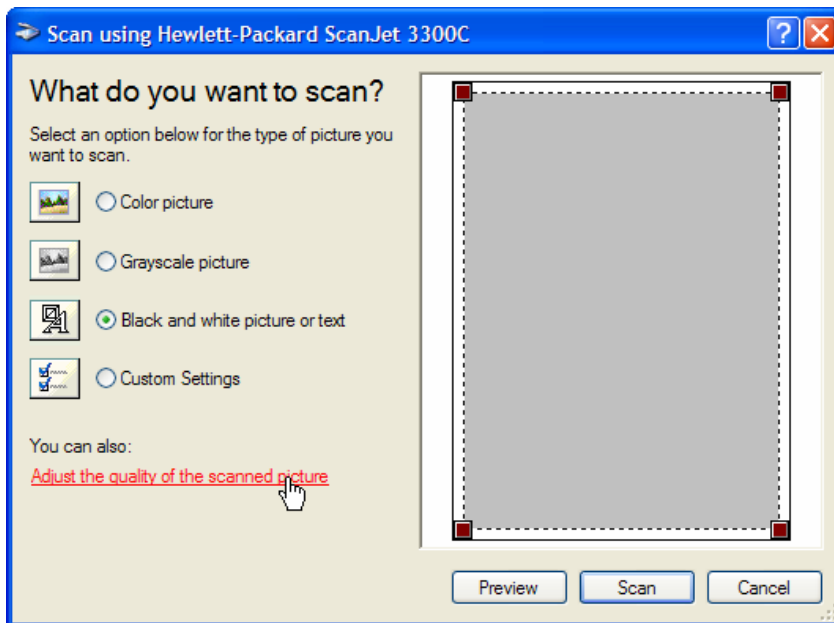 Scan using Hewlett-Packard ScanJet 3300C
What do you want to scan?
Select an option below for the type of picture you
want to scan.
Color picture
Grayscale picture
Black and white picture or text
Custom Settings
You can also:
Adjust the quality of the scanned picture
Preview
Scan
Cancel